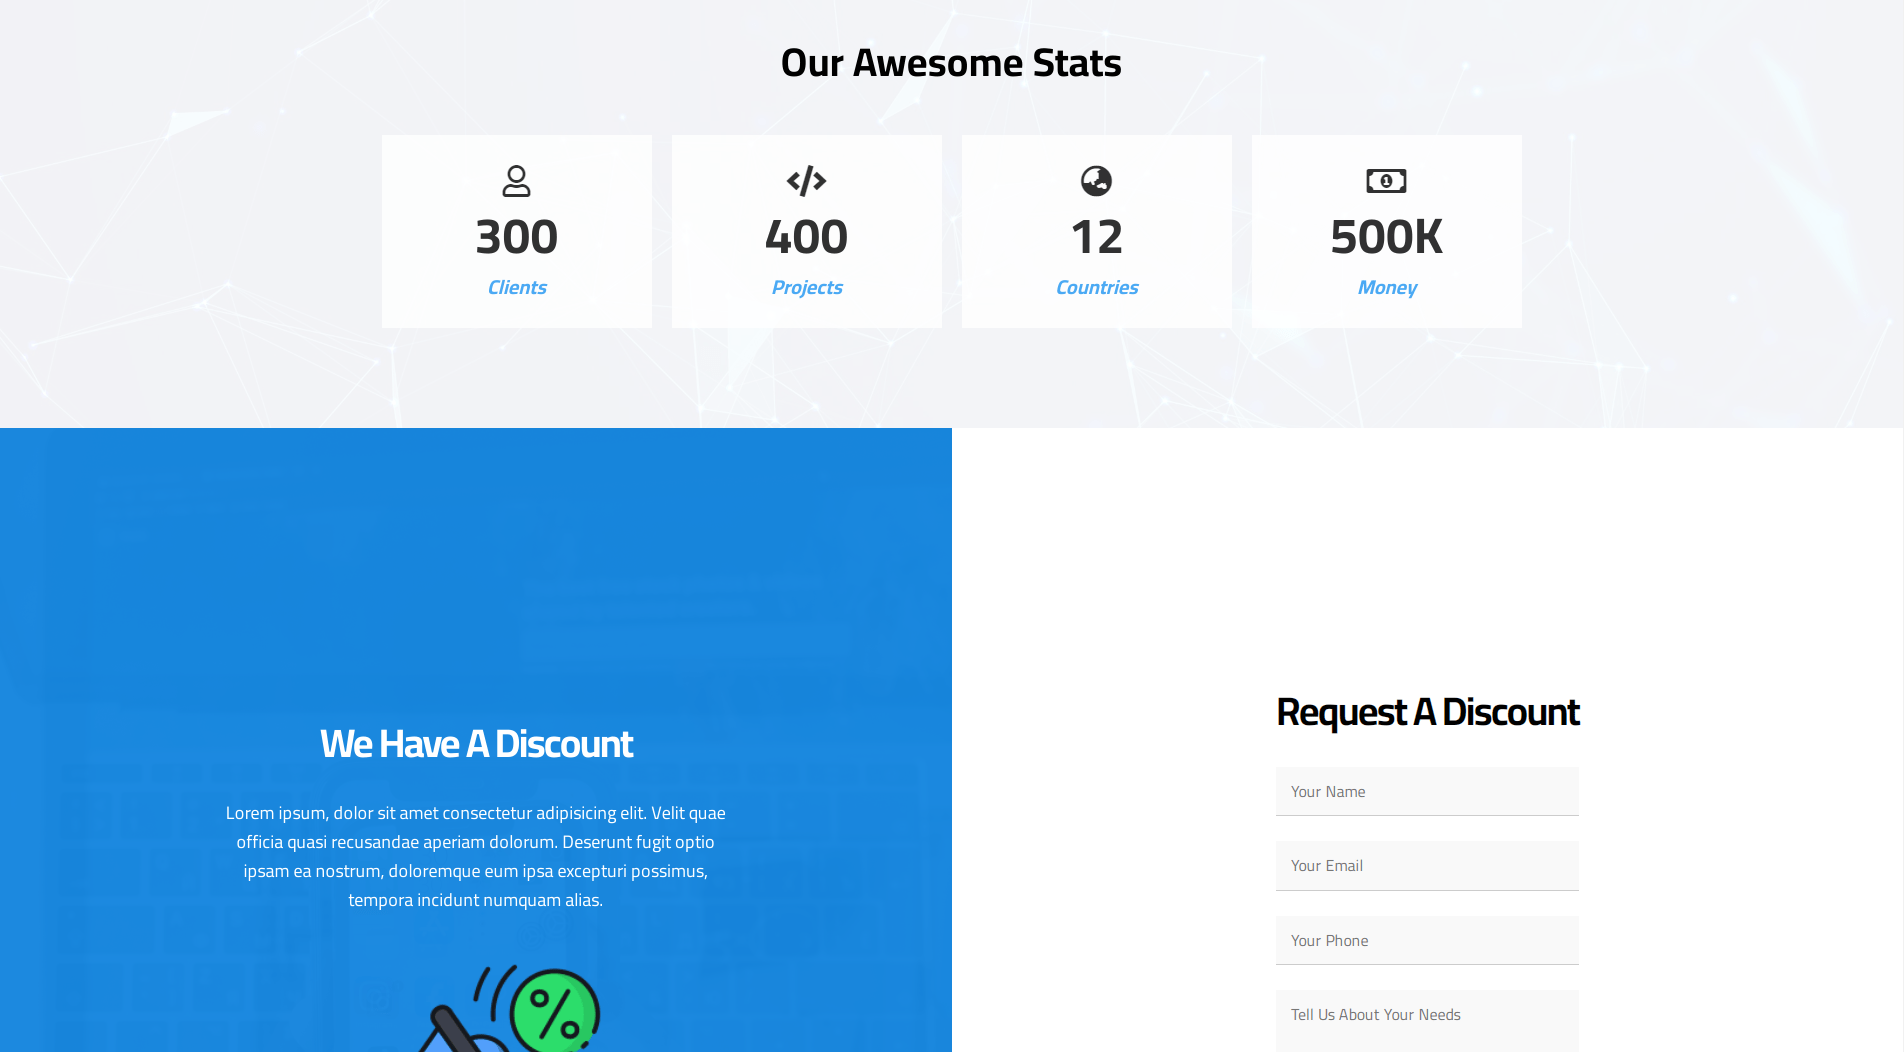 Our Awesome Stats
300
Clients
400
Projects
12
Countries
500K
Money
We Have A Discount
Lorem ipsum, dolor sit amet consectetur adipisicing elit. Velit quae
officia quasi recusandae aperiam dolorum. Deserunt fugit optio
ipsam ea nostrum, doloremque eum ipsa excepturi possimus,
tempora incidunt numquam alias.
%
Request A Discount
Your Name
Your Email
Your Phone
Tell Us About Your Needs